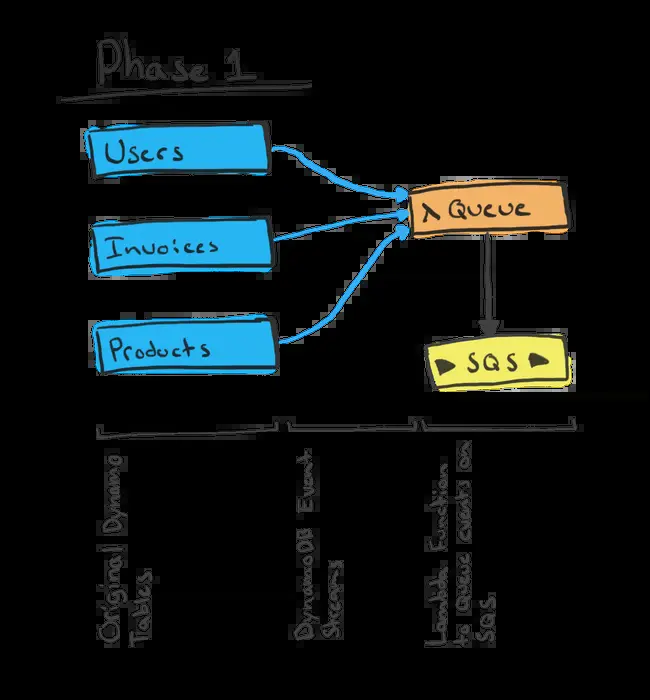 Phase 1
Users
Invoices
Products
λ Queue
SQS
Original Dynamo
Tables
DynamoDB Event
Streams
Lambda Function
to Queue events on
SQS